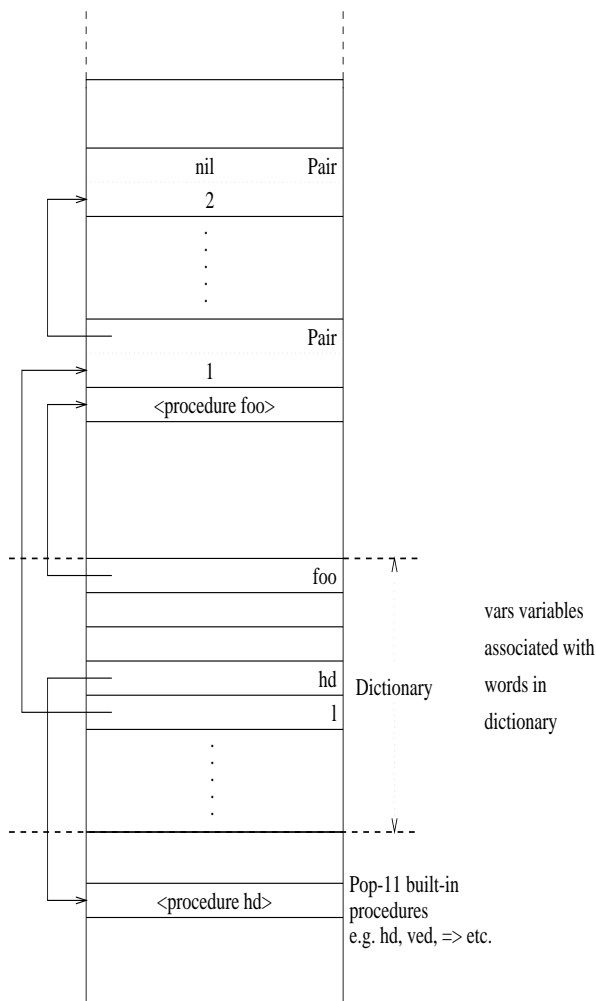 nil Pair
2
Pair
1
<procedure foo>
foo
hd
l
Dictionary
vars variables
associated with
words in
dictionary
<procedure hd>
Pop-11 built-in
procedures
e.g. hd, ved, => etc.